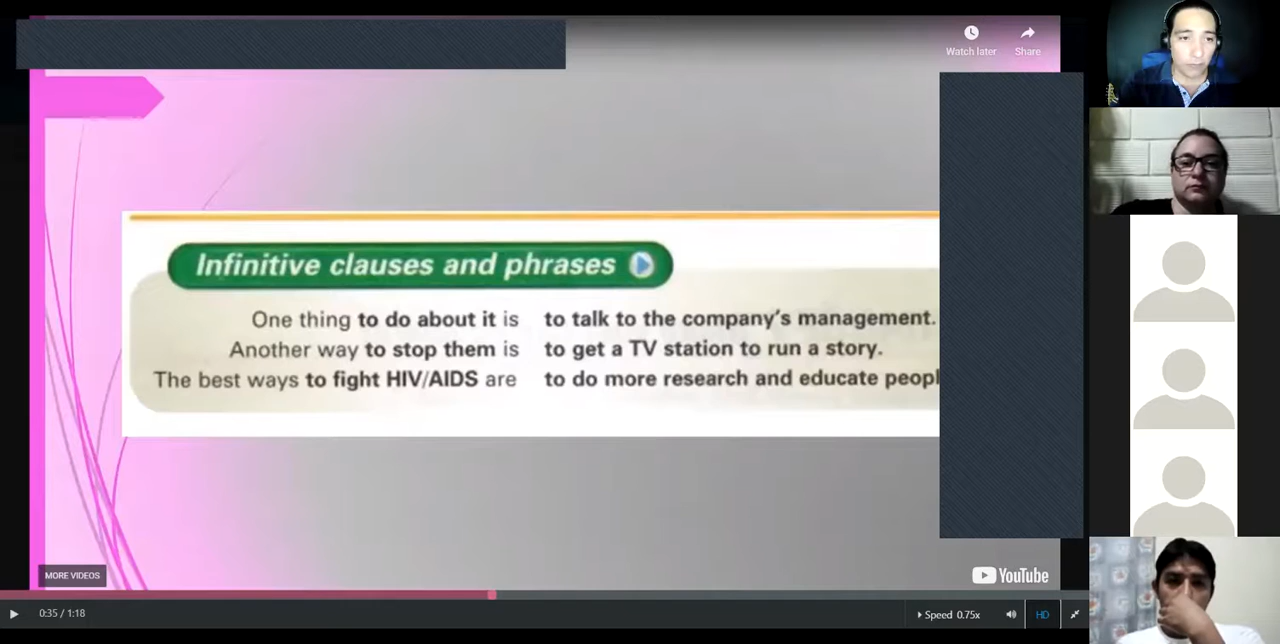 Watch later
Share
Infinitive clauses and phrases
One thing to do about it is to talk to the company's management.
Another way to stop them is to get a TV station to run a story.
The best ways to fight HIV/AIDS are to do more research and educate
MORE VIDEOS
YouTube
0:35 / 1:18
Speed 0.75x
HD